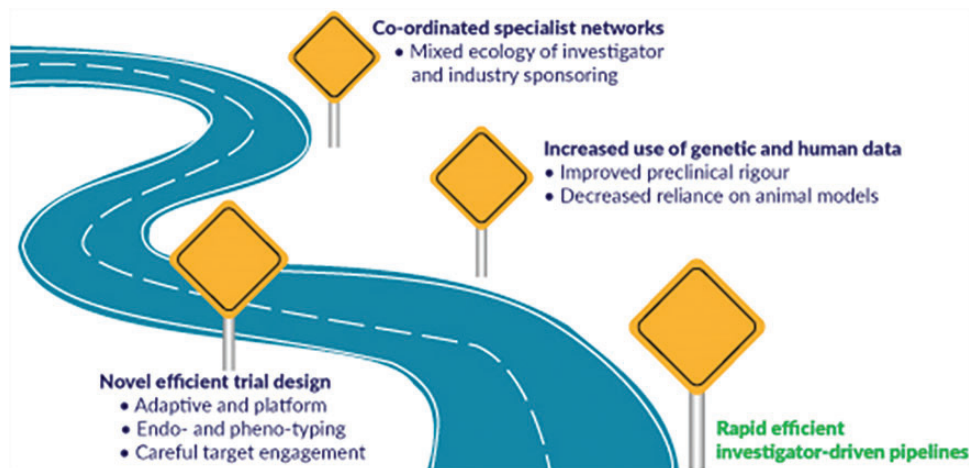 Co-ordinated specialist networks
• Mixed ecology of investigator
and industry sponsoring
Increased use of genetic and human data
• Improved preclinical rigour
• Decreased reliance on animal models
Novel efficient trial design
• Adaptive and platform
• Endo- and pheno-typing
• Careful target engagement
Rapid efficient
investigator-driven pipelines